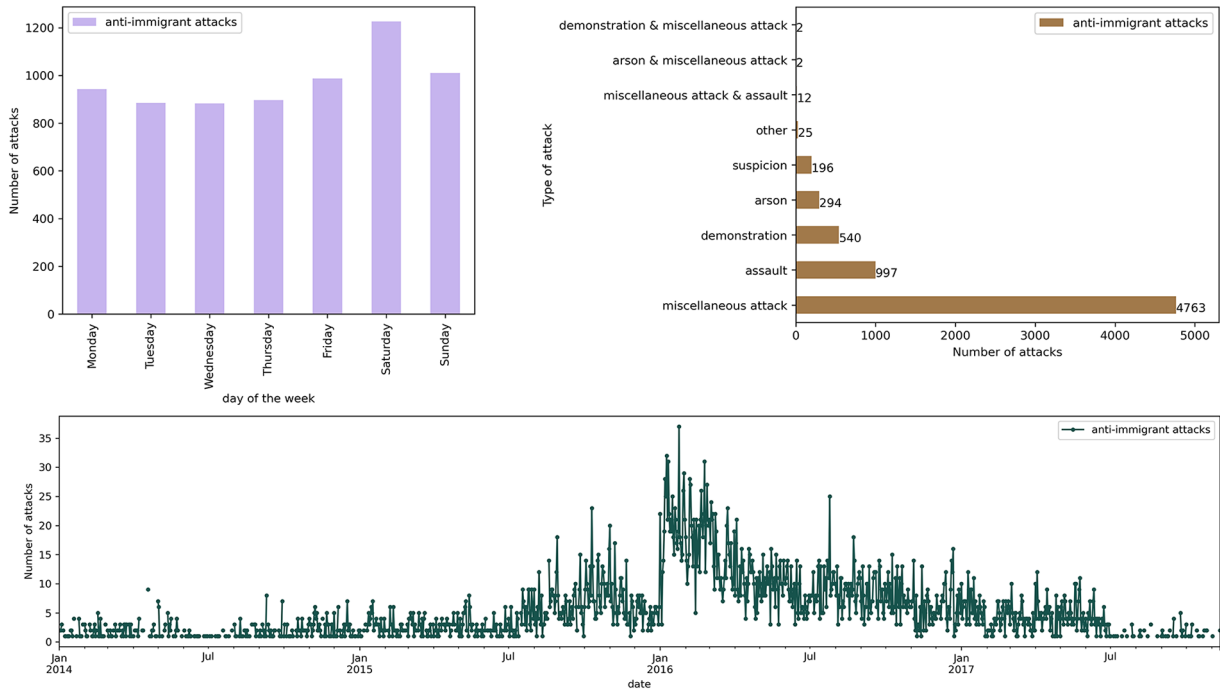 anti-immigrant attacks
1200
1000
800
600
400
200
0
Number of attacks
Monday
Tuesday
Wednesday
Thursday
Friday
Saturday
Sunday
day of the week
anti-immigrant attacks
Type of attack
demonstration & miscellaneous attack 2
arson & miscellaneous attack 2
miscellaneous attack & assault 12
other 25
suspicion 196
arson 294
demonstration 540
assault 997
miscellaneous attack 4763
0 1000 2000 3000 4000 5000
Number of attacks
anti-immigrant attacks
35
30
25
20
15
10
5
0
Number of attacks
Jan Jul Jan Jul Jan Jul Jan Jul
2014 2015 2016 2017
date